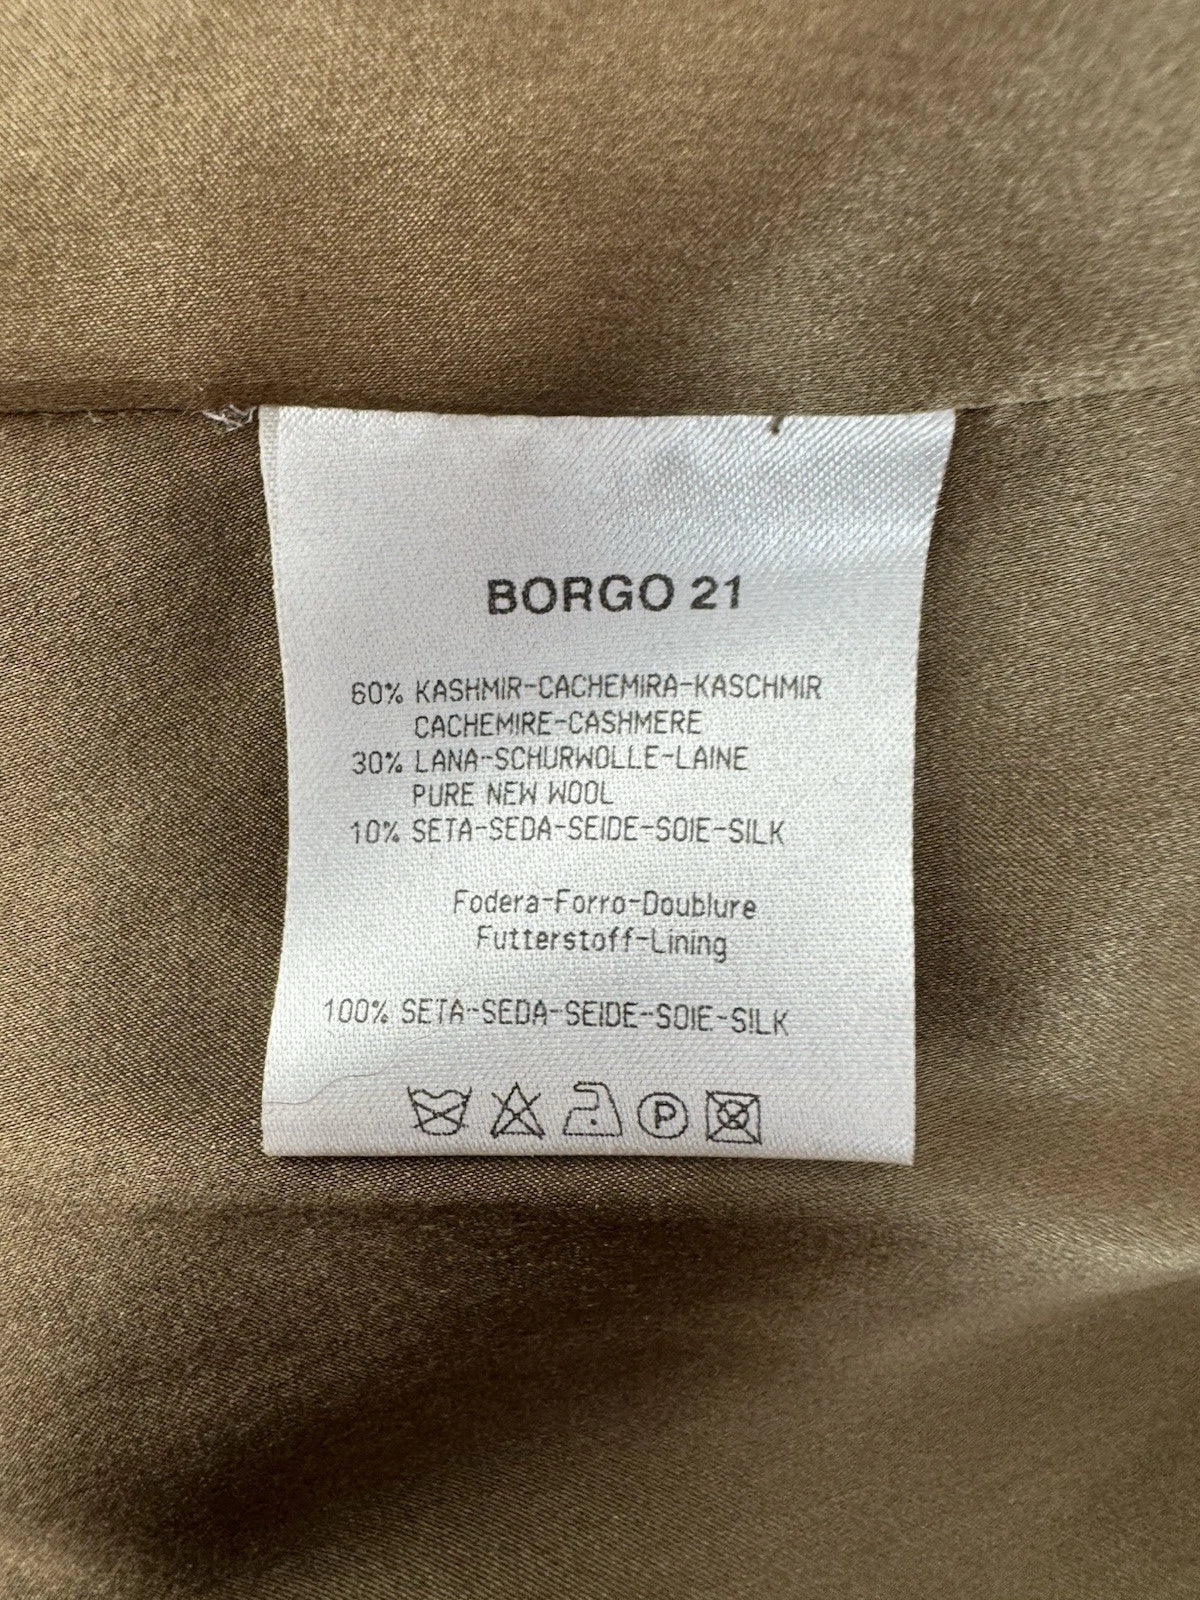 BORGO 21
60% KASHMIR-CACHEMIRA-KASCHMIR
CACHEMIRE-CASHMERE
30% LANA-SCHURWOLLE-LAINE
PURE NEW WOOL
10% SETA-SEDA-SEIDE-SOIE-SILK
Fodera-Forro-Doublure
Futterstoff-Lining
100% SETA-SEDA-SEIDE-SOIE-SILK
P